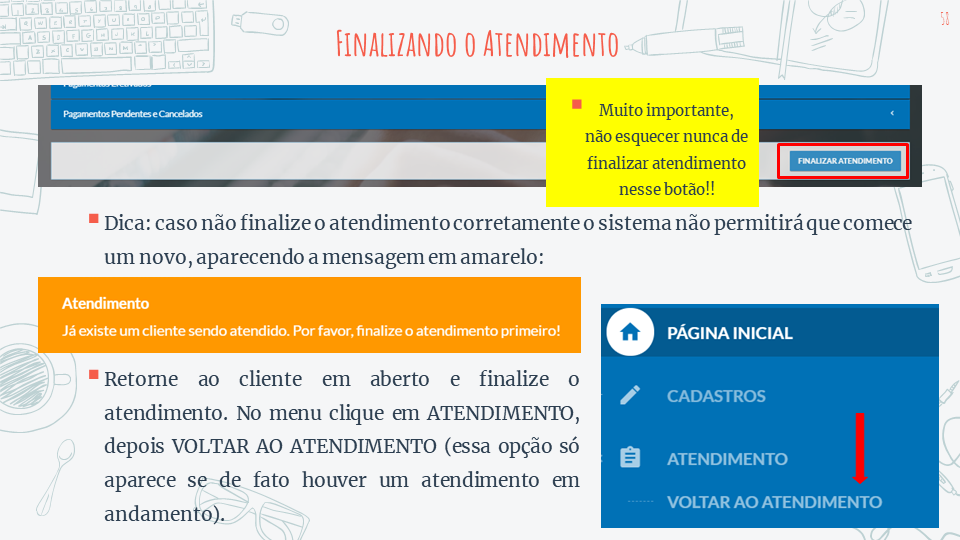 58
Finalizando o Atendimento
Pagamentos Efetivados
Pagamentos Pendentes e Cancelados
Muito importante,
não esquecer nunca de
finalizar atendimento
nesse botão!!
FINALIZAR ATENDIMENTO
Dica: caso não finalize o atendimento corretamente o sistema não permitirá que comece
um novo, aparecendo a mensagem em amarelo:
Atendimento
Já existe um cliente sendo atendido. Por favor, finalize o atendimento primeiro!
Retorne ao cliente em aberto e finalize o
atendimento. No menu clique em ATENDIMENTO,
depois VOLTAR AO ATENDIMENTO (essa opção só
aparece se de fato houver um atendimento em
andamento).
PÁGINA INICIAL
CADASTROS
ATENDIMENTO
VOLTAR AO ATENDIMENTO